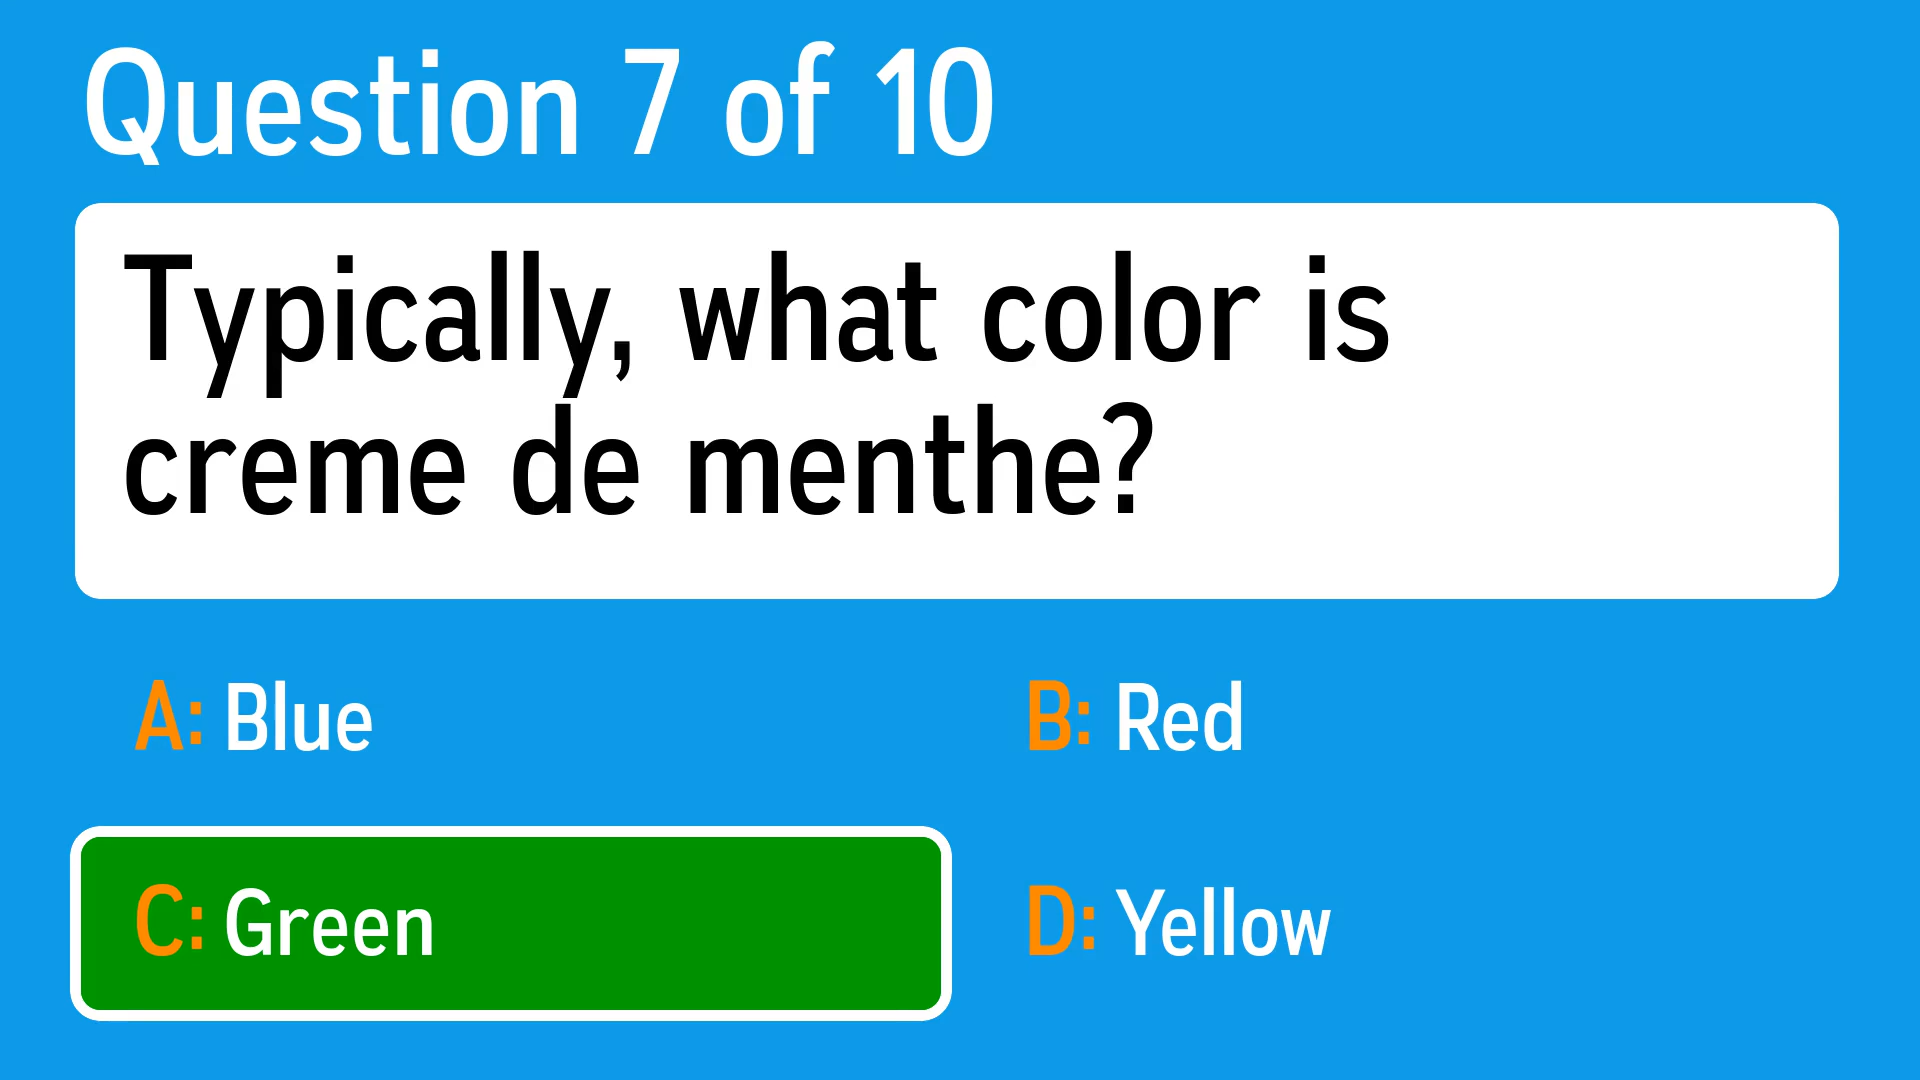 Question 7 of 10
Typically, what color is
creme de menthe?
A: Blue
B: Red
C: Green
D: Yellow